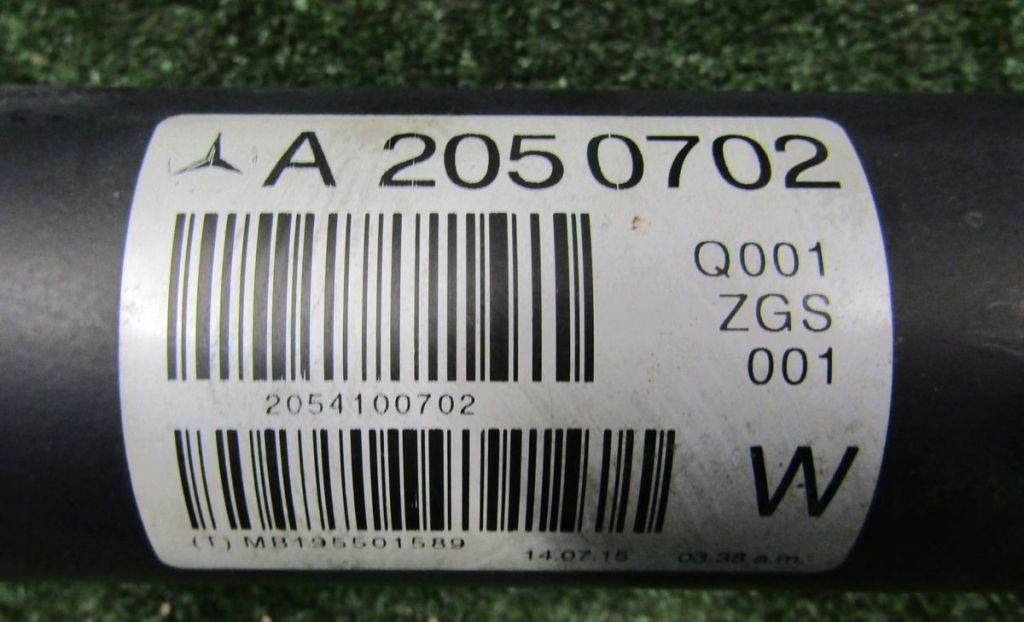 A 205 0702
Q001
ZGS
001
2054100702
W
(T) MB195501589
14.07.15 03.38 a.m.